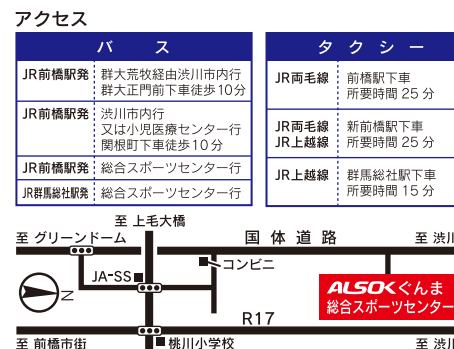 アクセス
バス
JR前橋駅発
群大荒牧経由渋川市内行
群大正門前下車徒歩10分
JR前橋駅発
渋川市内行
又は小児医療センター行
関根町下車徒歩10分
JR前橋駅発
総合スポーツセンター行
JR群馬総社駅発
総合スポーツセンター行
タクシー
JR両毛線
前橋駅下車
所要時間25分
JR両毛線
JR上越線
新前橋駅下車
所要時間25分
JR上越線
群馬総社駅下車
所要時間15分
至 上毛大橋
至 グリーンドーム
国体道路
至 渋川
コンビニ
JA-SS
N
ALSOKぐんま
総合スポーツセンター
R17
至 前橋市街
桃川小学校
至 渋川